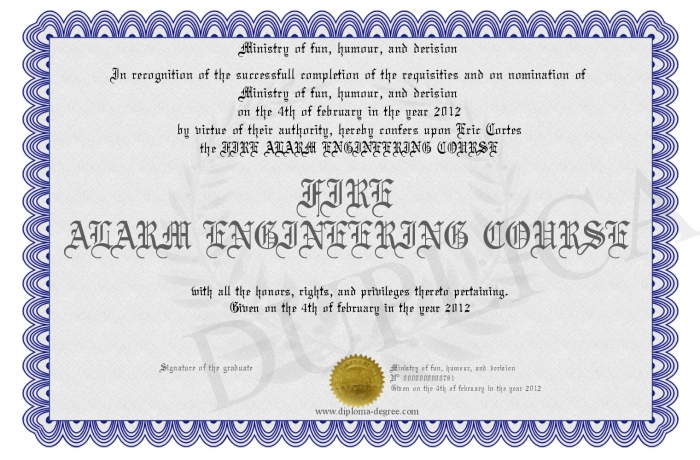 Ministry of fun, humour, and derision
In recognition of the successfull completion of the requisities and on nomination of
Ministry of fun, humour, and derision
on the 4th of february in the year 2012
by virtue of their authority, hereby confers upon Eric Cortes
the FIRE ALARM ENGINEERING COURSE
FIRE
ALARM ENGINEERING COURSE
with all the honors, rights, and privileges thereto pertaining.
Given on the 4th of february in the year 2012
DUPLICA
Signature of the graduate
Ministry of fun, humour, and derision
N° 0000000000761
Given on the 4th of february in the year 2012
www.diploma-degree.com